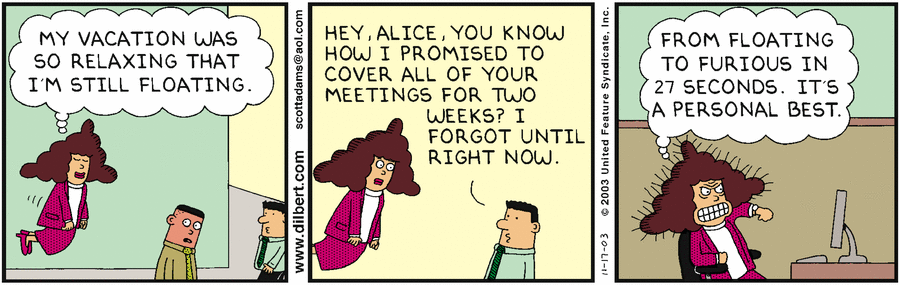 MY VACATION WAS
SO RELAXING THAT
I'M STILL FLOATING.
www.dilbert.com
scottadams@aol.com
HEY, ALICE, YOU KNOW
HOW I PROMISED TO
COVER ALL OF YOUR
MEETINGS FOR TWO
WEEKS? I
FORGOT UNTIL
RIGHT NOW.
11-17-03 © 2003 United Feature Syndicate, Inc.
FROM FLOATING
TO FURIOUS IN
27 SECONDS. IT'S
A PERSONAL BEST.